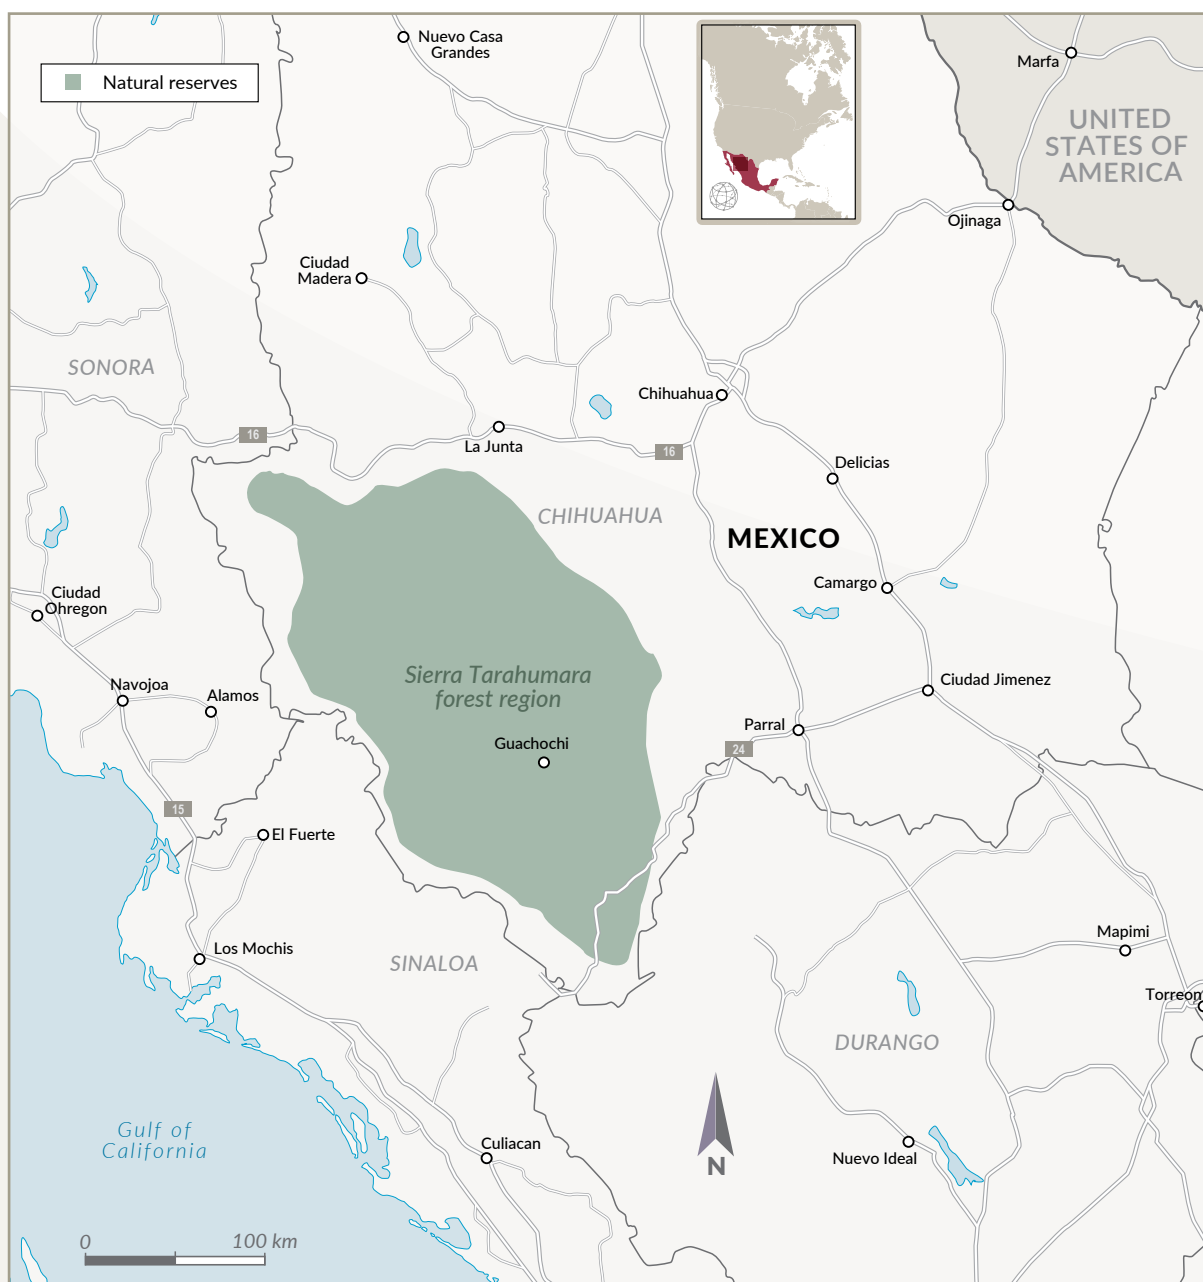 Nuevo Casa
Grandes
Marfa
Natural reserves
UNITED
STATES OF
AMERICA
Ojinaga
Ciudad
Madera
SONORA
Chihuahua
16
La Junta
16
Delicias
CHIHUAHUA
MEXICO
Camargo
Ciudad
Ohregon
Sierra Tarahumara
forest region
Navojoa
Alamos
Ciudad Jimenez
Parral
Guachochi
24
15
El Fuerte
Mapimi
Los Mochis
SINALOA
Torreon
DURANGO
Gulf of
California
Culiacan
N
Nuevo Ideal
0
100 km